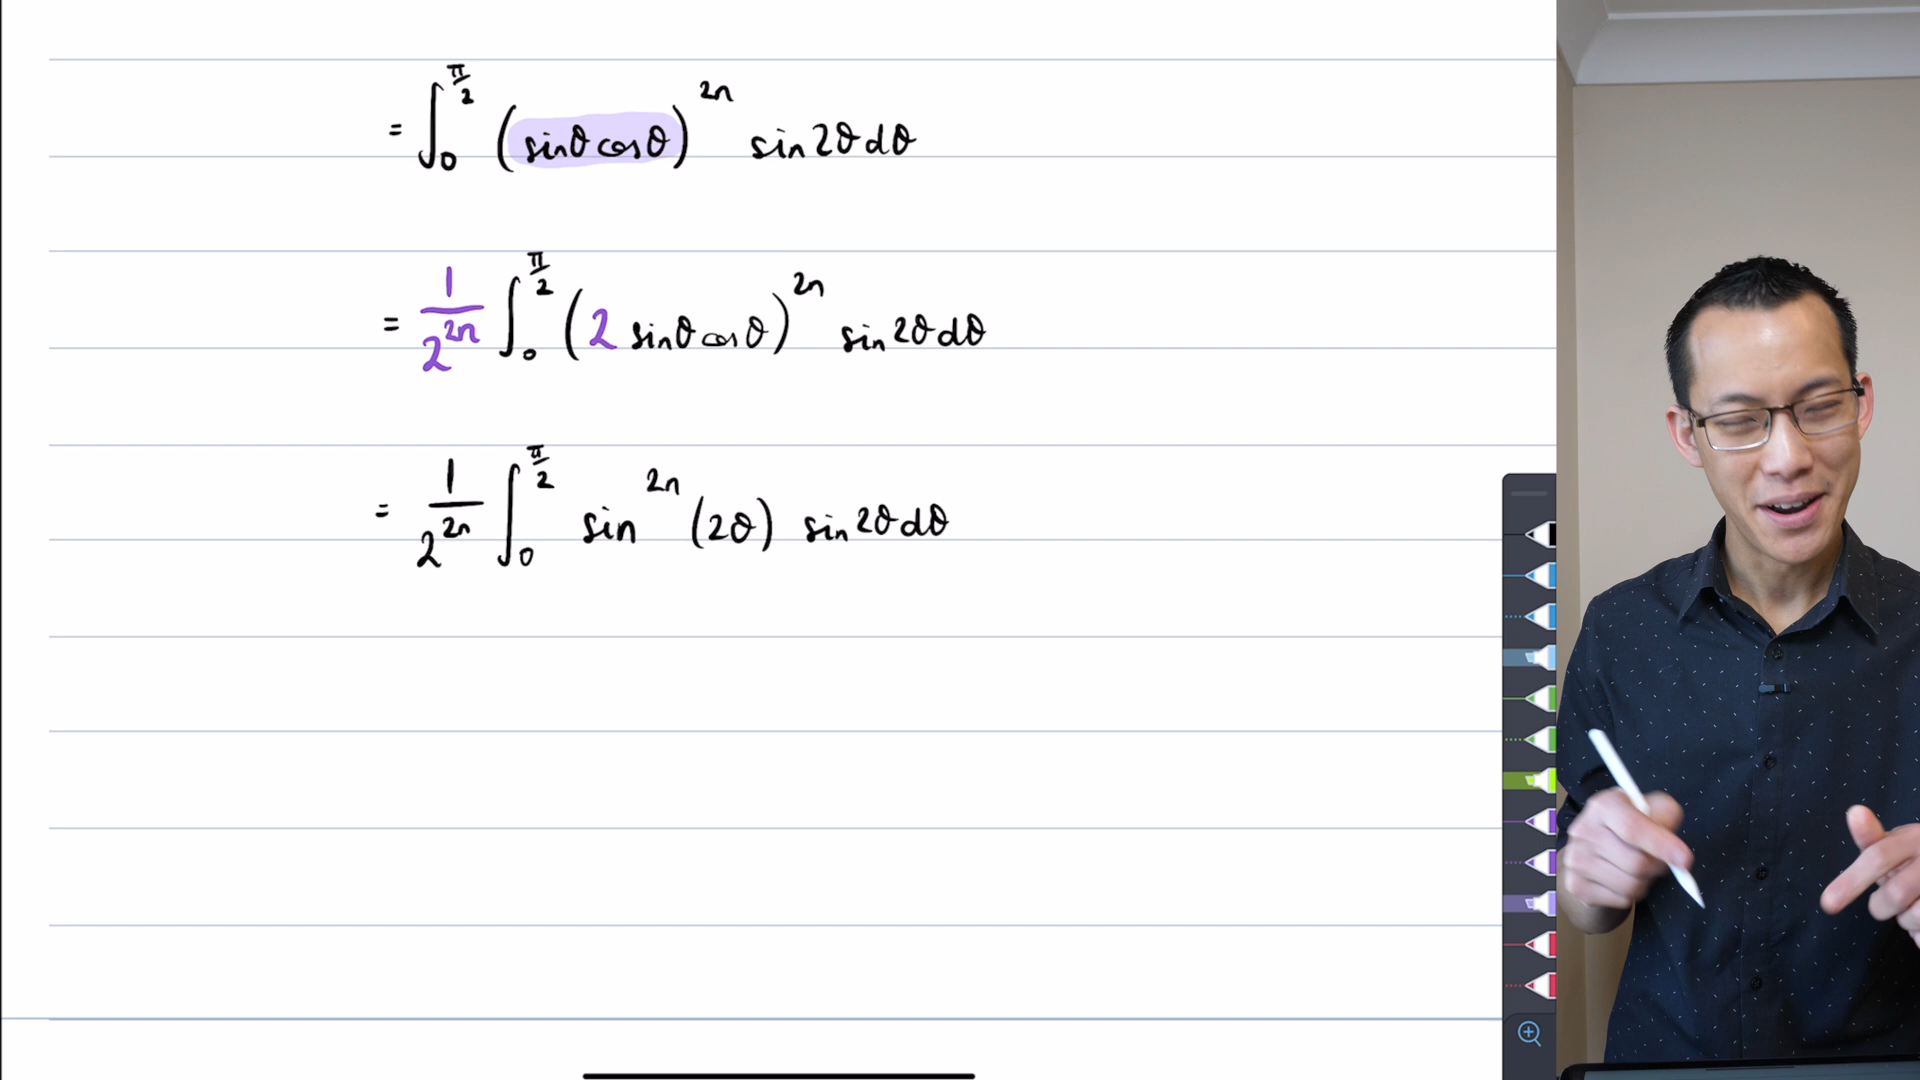 = ∫₀^{π/2} (sinθ cosθ)^{2n} sin2θ dθ
= 1/2^{2n} ∫₀^{π/2} (2 sinθ cosθ)^{2n} sin2θ dθ
= 1/2^{2n} ∫₀^{π/2} sin^{2n} (2θ) sin2θ dθ